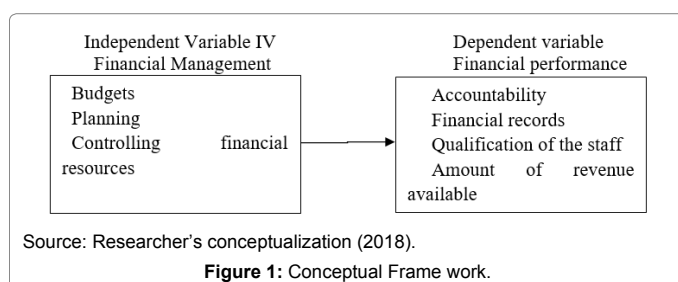 Independent Variable IV
Financial Management
Budgets
Planning
Controlling financial
resources
Dependent variable
Financial performance
Accountability
Financial records
Qualification of the staff
Amount of revenue
available
Source: Researcher's conceptualization (2018).
Figure 1: Conceptual Frame work.